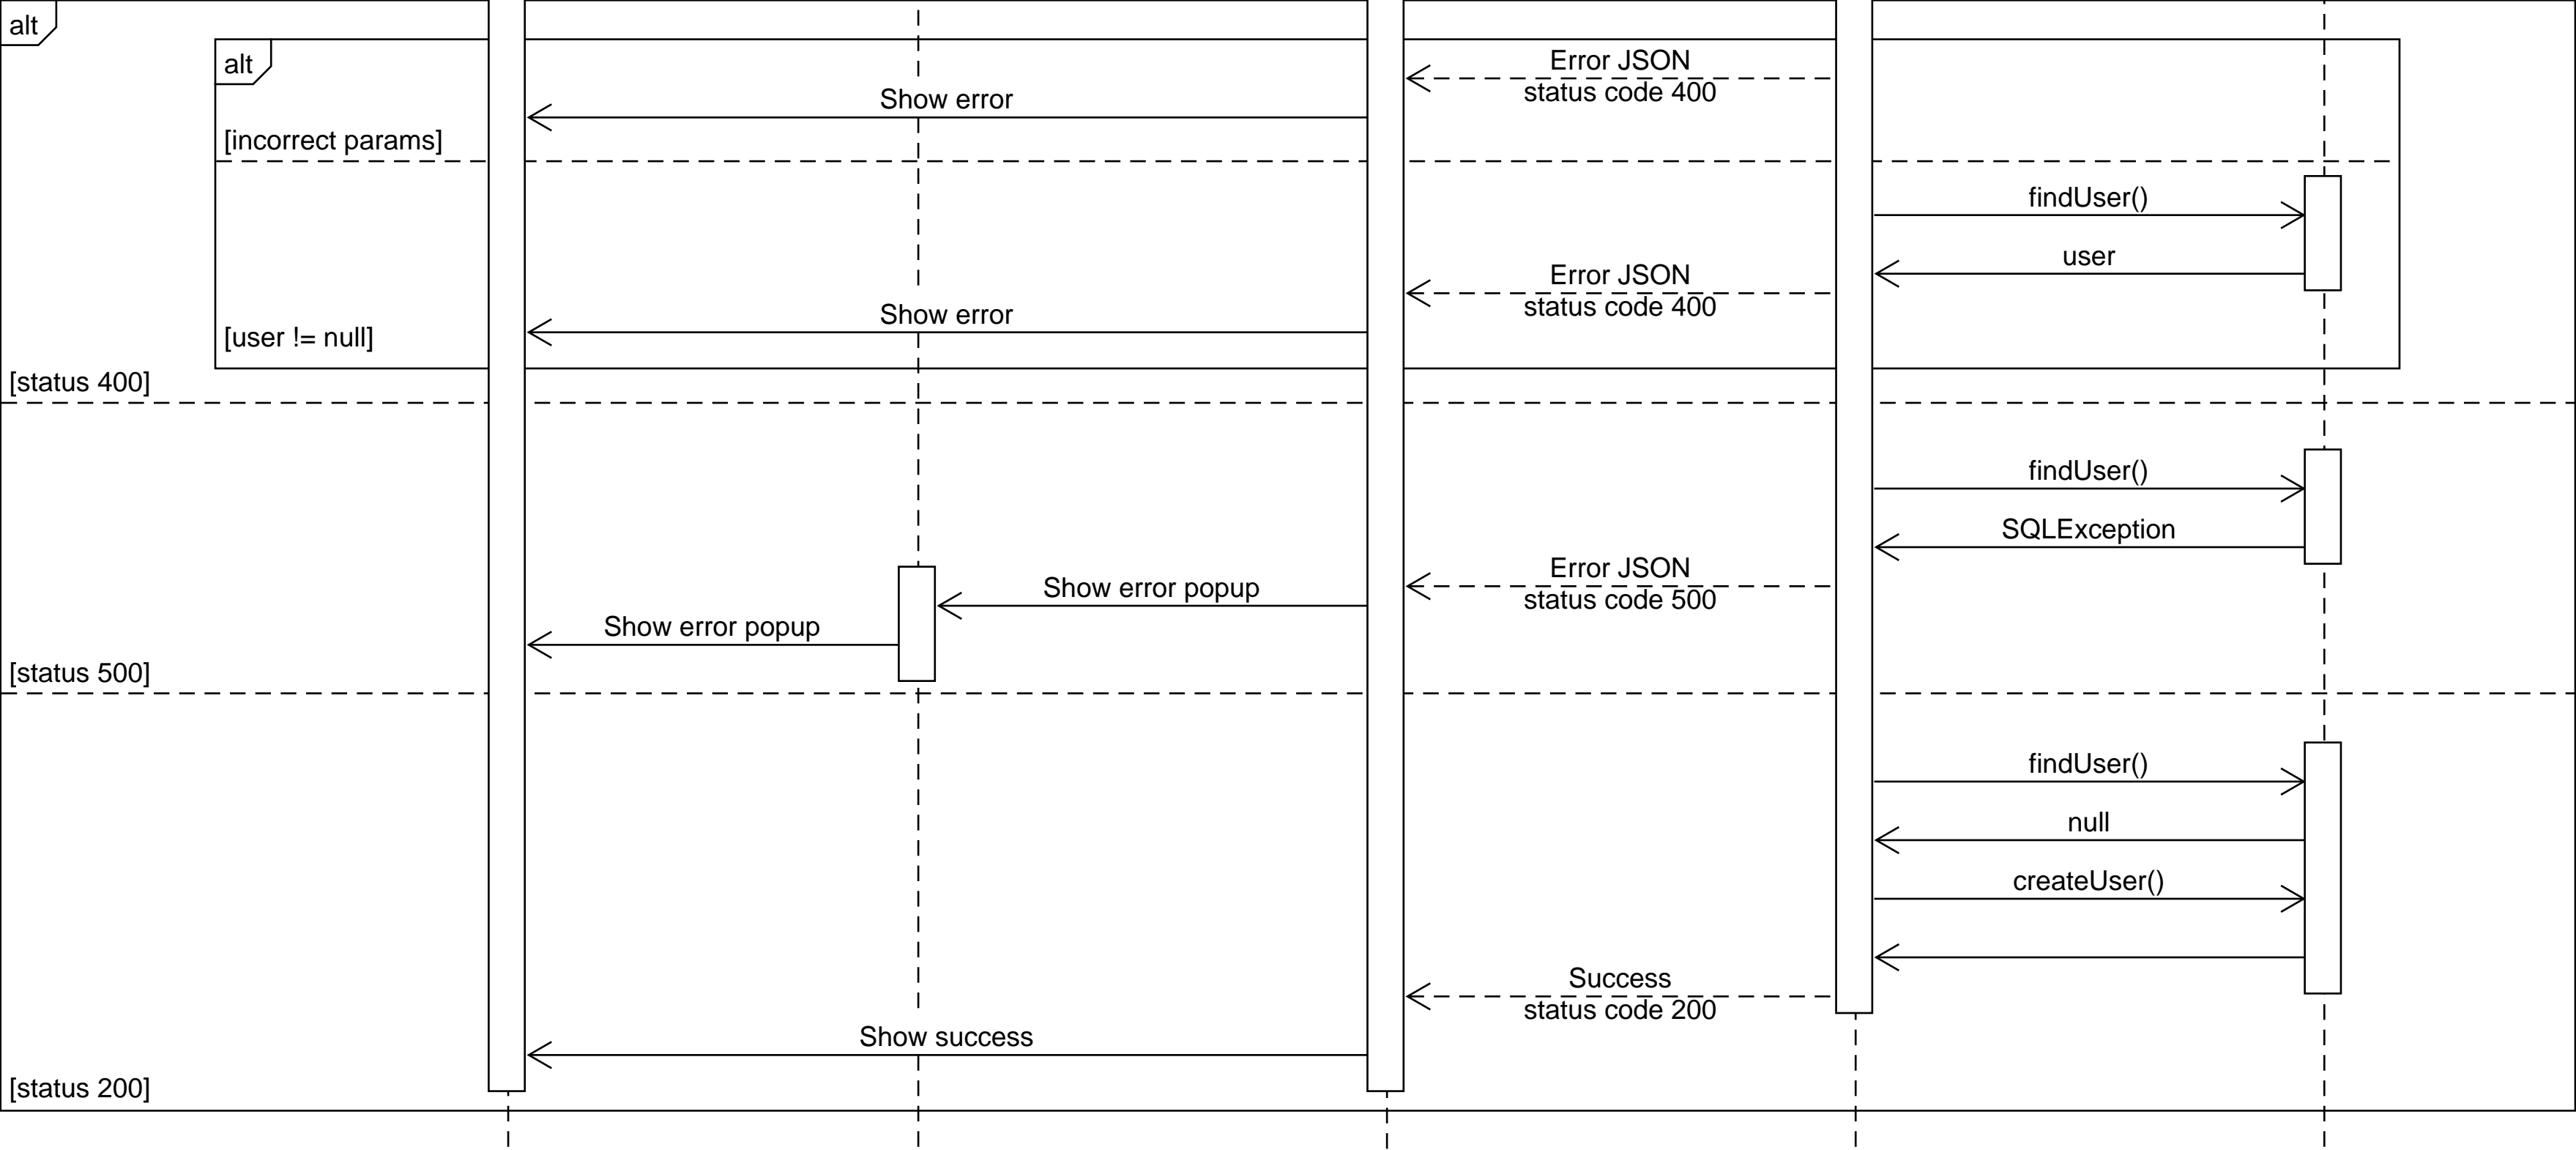 alt
alt
Error JSON
status code 400
Show error
[incorrect params]
findUser()
user
Error JSON
status code 400
Show error
[user != null]
[status 400]
findUser()
SQLException
Error JSON
status code 500
Show error popup
Show error popup
[status 500]
findUser()
null
createUser()
Success
status code 200
Show success
[status 200]